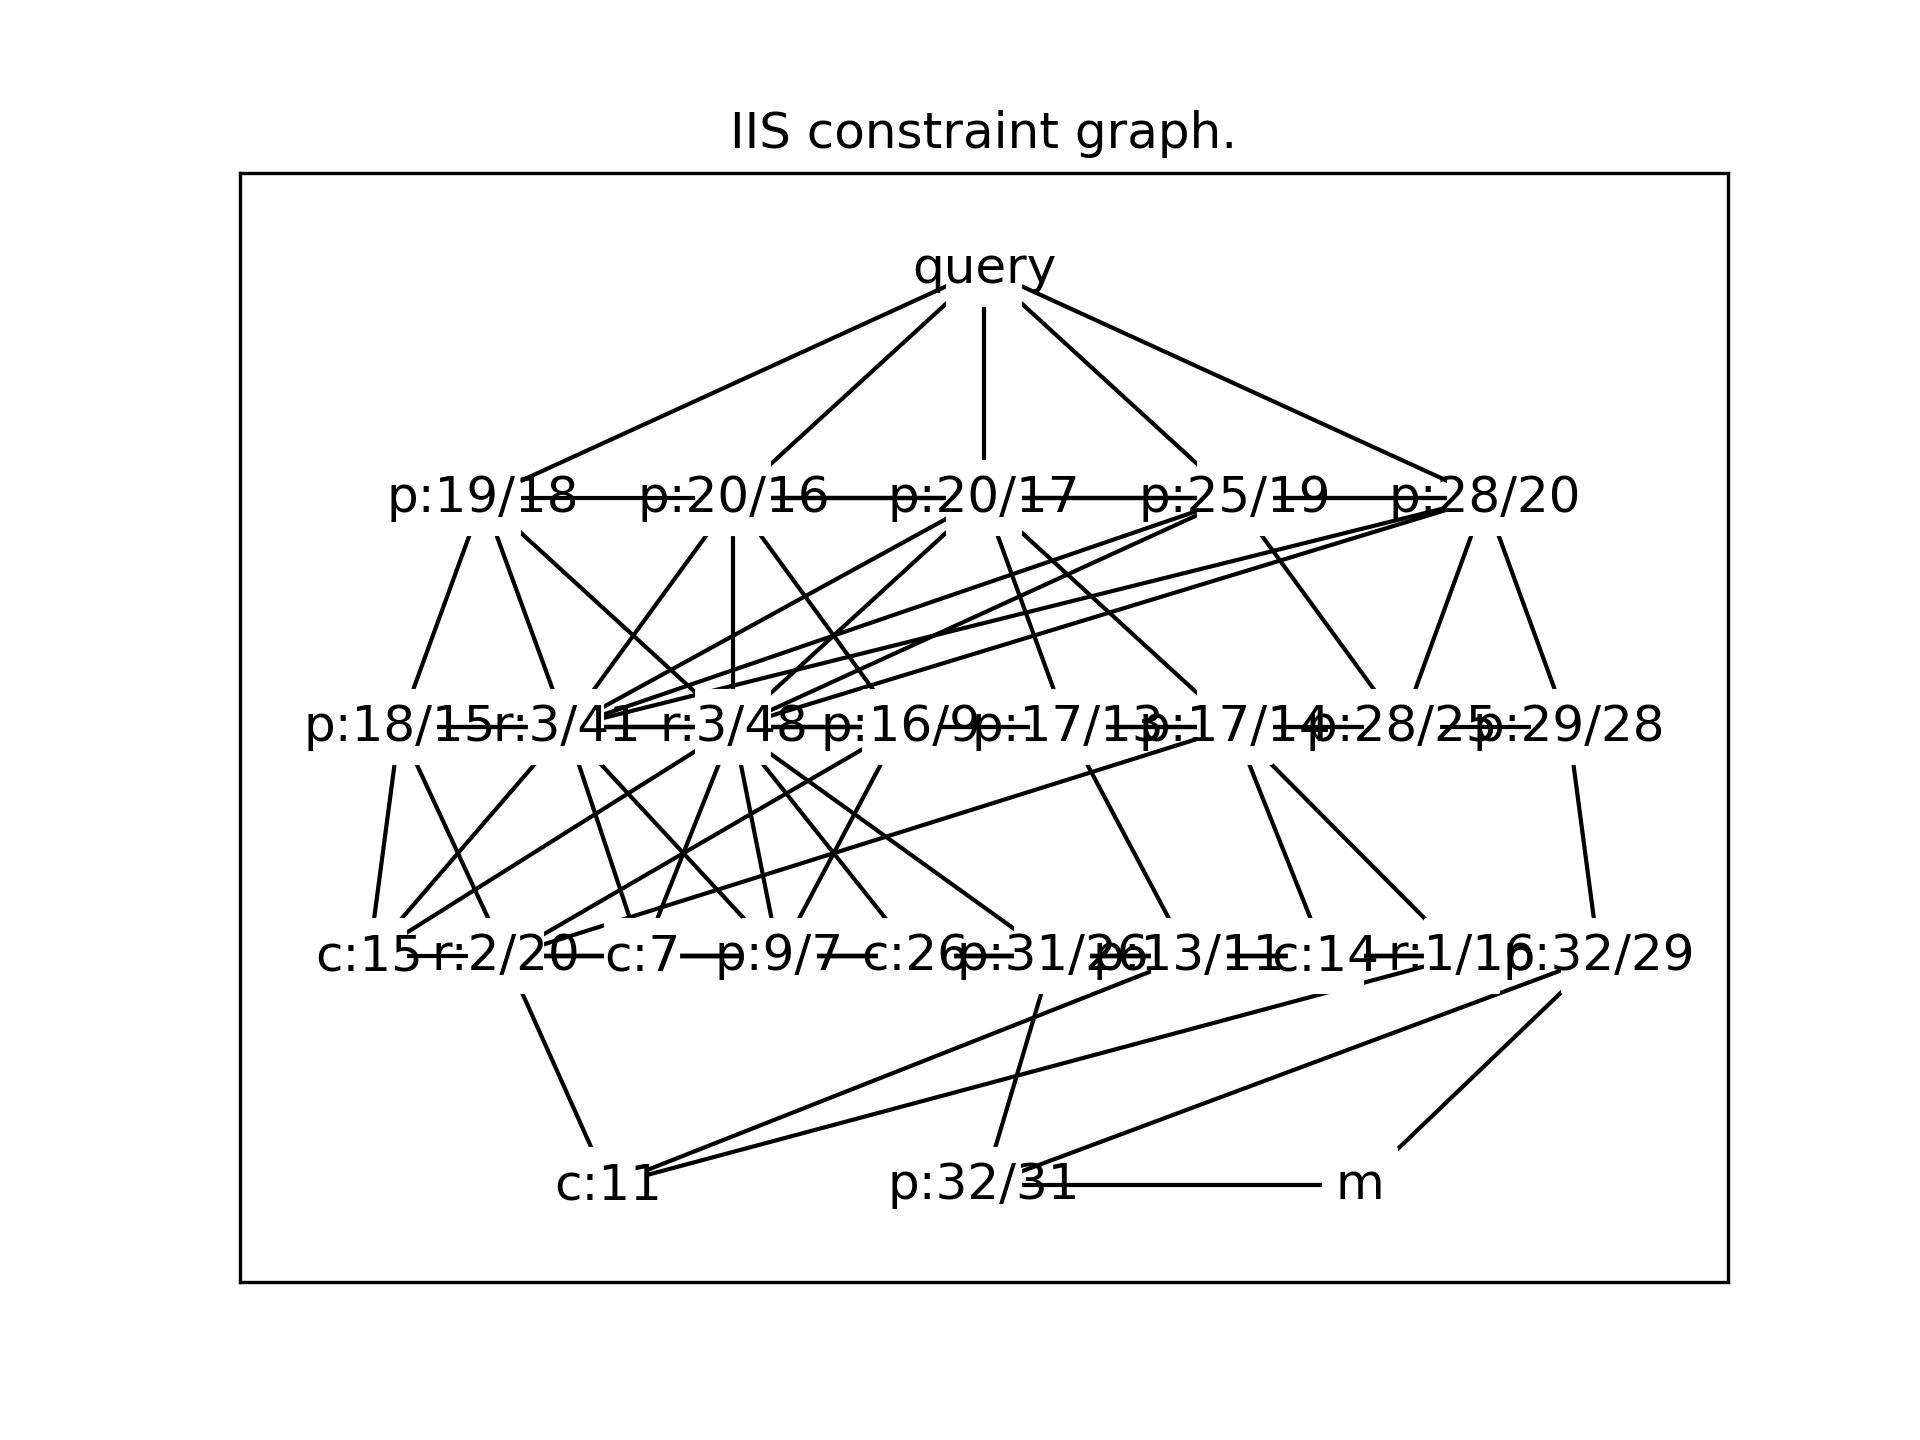 IIS constraint graph.
query
p:19/18 p:20/16 p:20/17 p:25/19 p:28/20
p:18/15 r:3/41 r:3/48 p:16/9 p:17/13 p:17/14 p:28/25 p:29/28
c:15 r:2/20 c:7 p:9/7 c:26 p:31/26 p:13/11 c:14 r:1/16 p:32/29
c:11 p:32/31 m